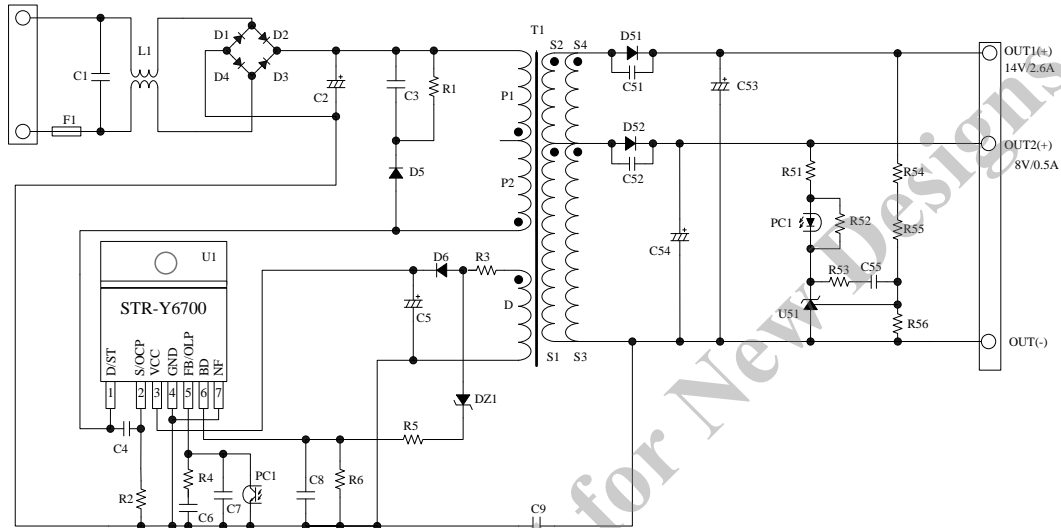 T1
D1
D2
S2
S4
D51
OUT1(+)
14V/2.6A
L1
C1
D4
D3
C2
C3
R1
P1
C51
C53
F1
D52
OUT2(+)
8V/0.5A
D5
P2
C52
R51
R54
PC1
R52
R55
C54
U1
D6
R3
R53
C55
STR-Y6700
C5
D
U51
R56
D/ST
S/OCP
VCC
GND
FB/OLP
BD
NF
S1
S3
OUT(-)
1
2
3
4
5
6
7
DZ1
C4
R5
R2
R4
C6
C7
PC1
C8
R6
C9
for New Designs